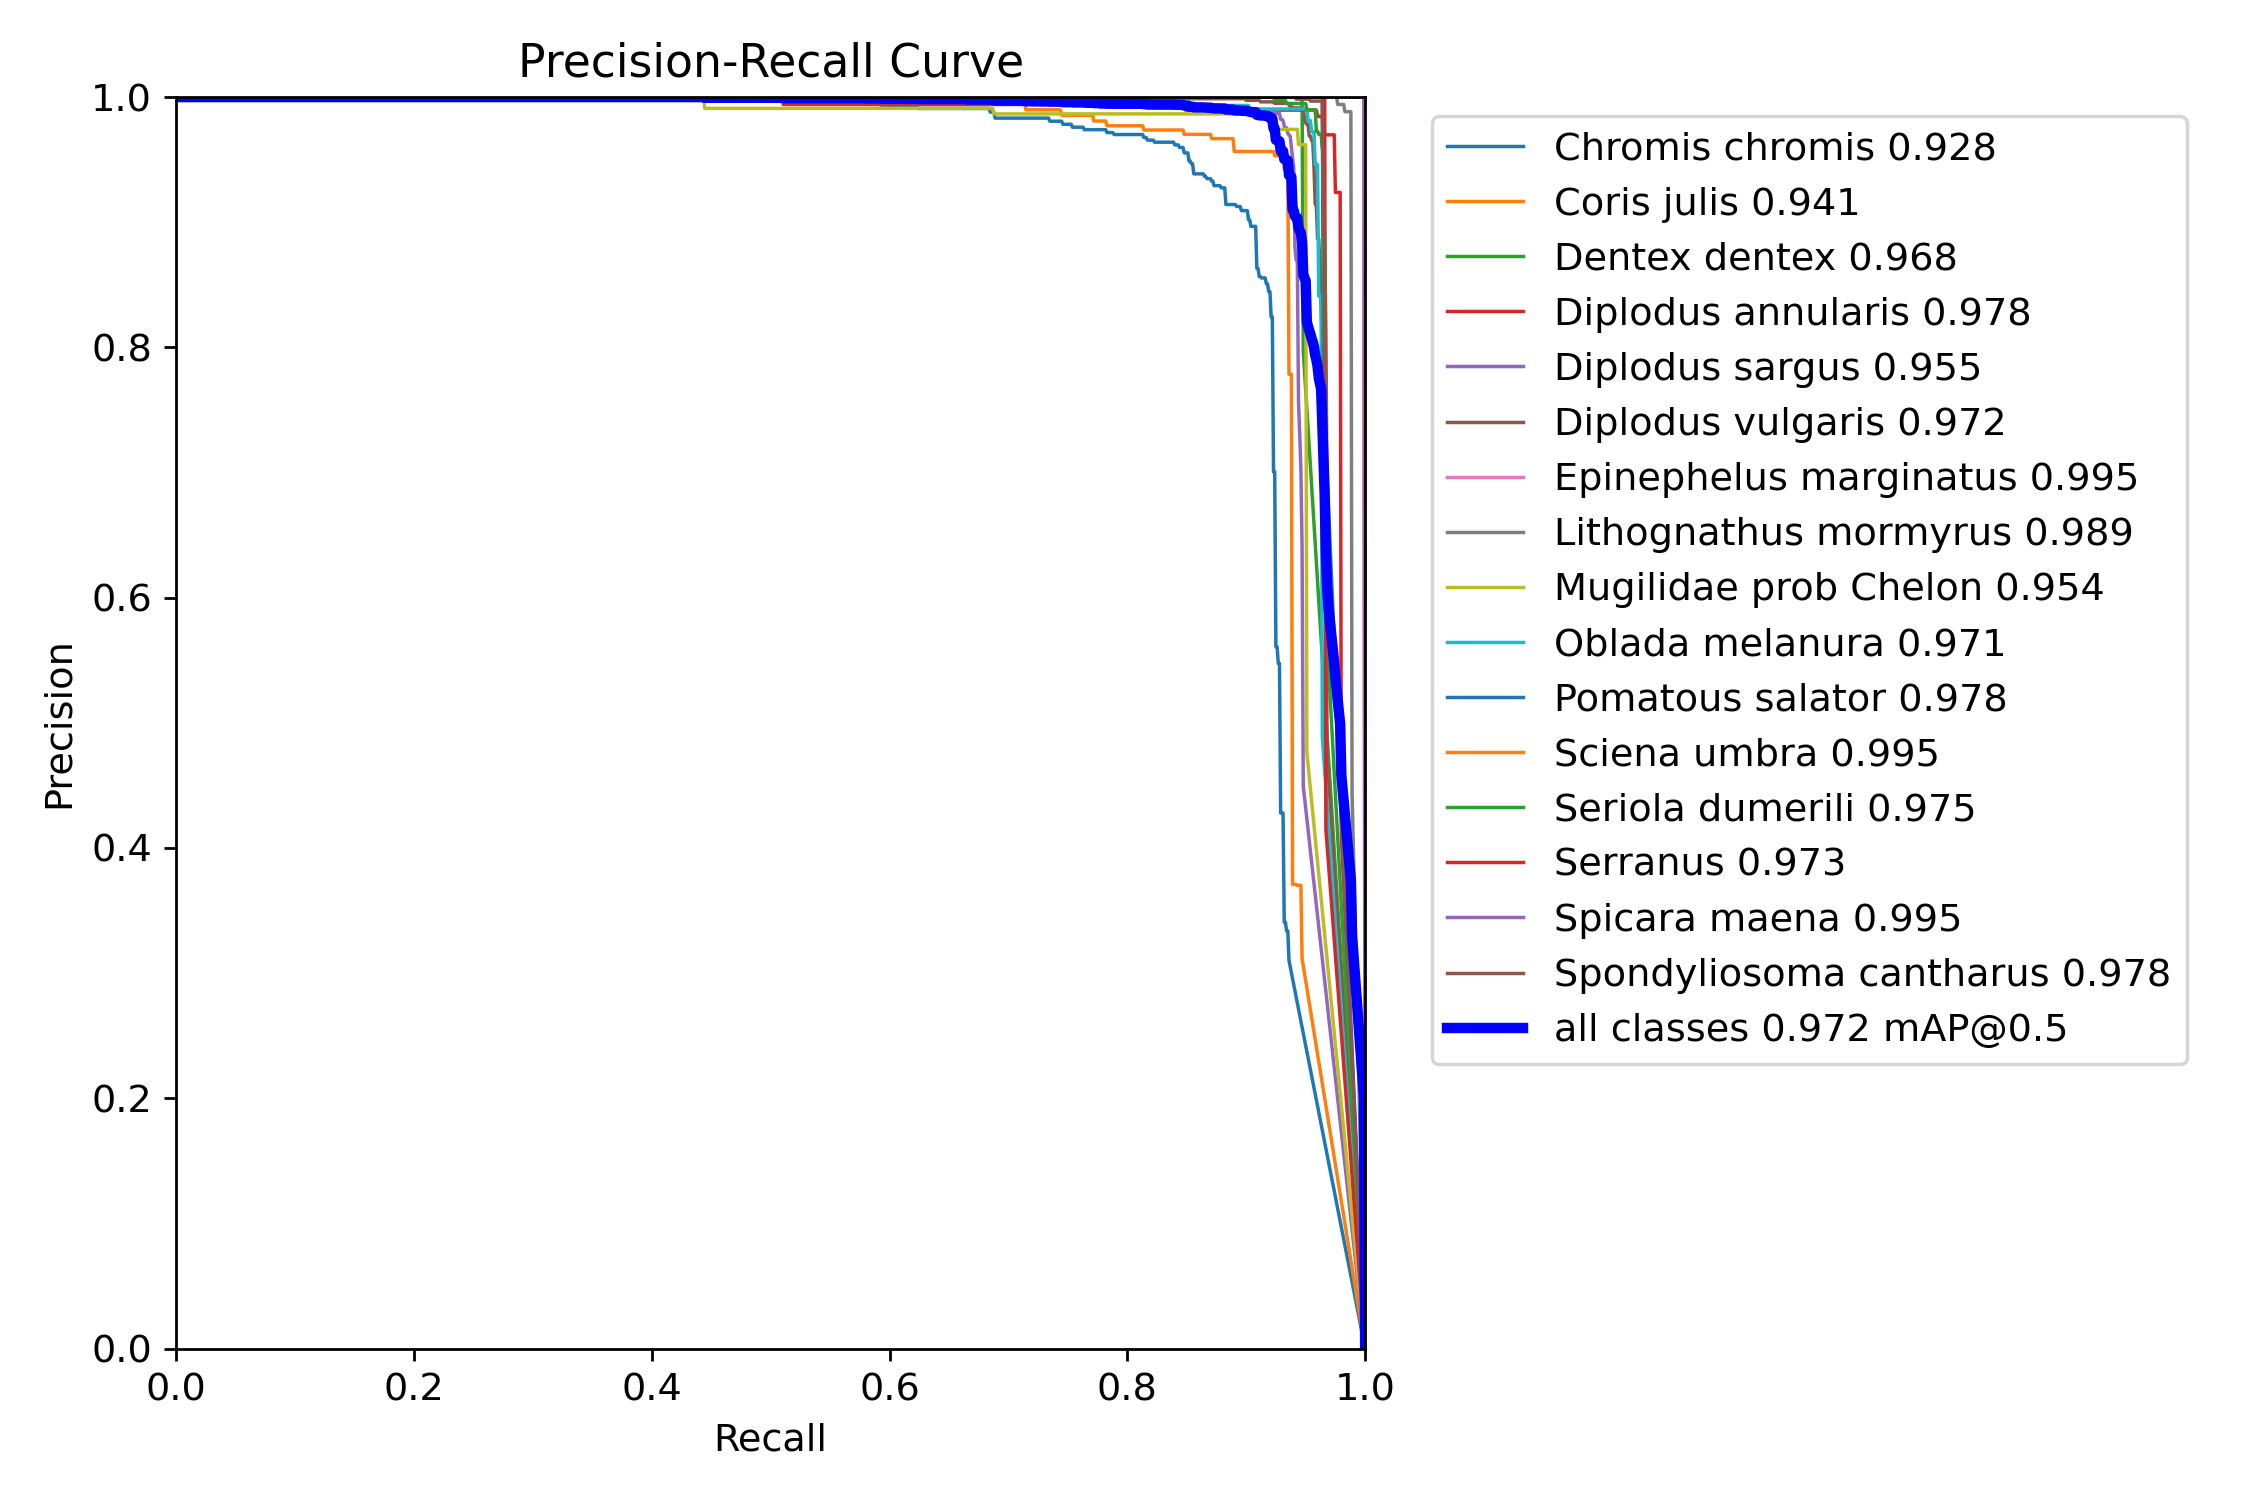 Precision-Recall Curve
1.0
0.8
0.6
0.4
0.2
0.0
Precision
0.0 0.2 0.4 0.6 0.8 1.0
Recall
Chromis chromis 0.928
Coris julis 0.941
Dentex dentex 0.968
Diplodus annularis 0.978
Diplodus sargus 0.955
Diplodus vulgaris 0.972
Epinephelus marginatus 0.995
Lithognathus mormyrus 0.989
Mugilidae prob Chelon 0.954
Oblada melanura 0.971
Pomatous salator 0.978
Sciena umbra 0.995
Seriola dumerili 0.975
Serranus 0.973
Spicara maena 0.995
Spondyliosoma cantharus 0.978
all classes 0.972 mAP@0.5